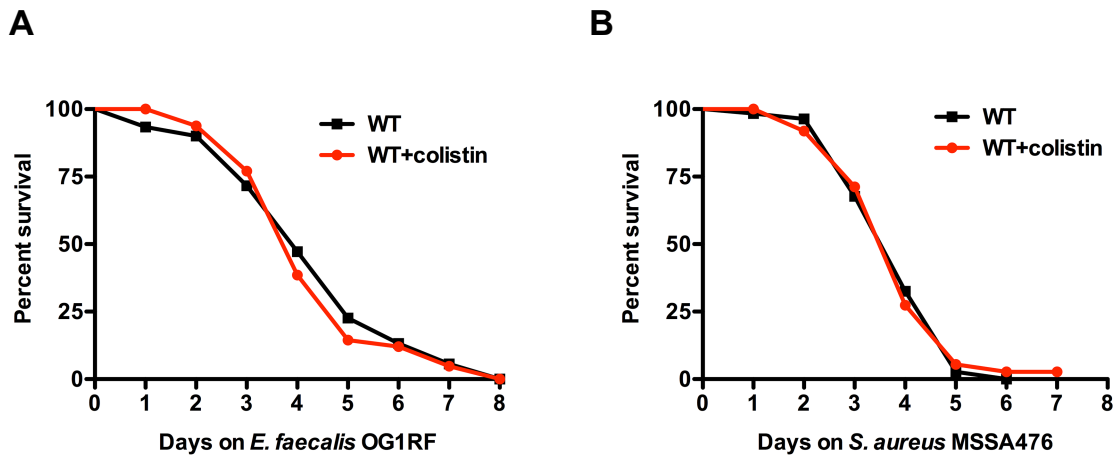 A
B
100
75
50
25
0
Percent survival
WT
WT+colistin
0 1 2 3 4 5 6 7 8
Days on E. faecalis OG1RF
100
75
50
25
0
Percent survival
WT
WT+colistin
0 1 2 3 4 5 6 7 8
Days on S. aureus MSSA476